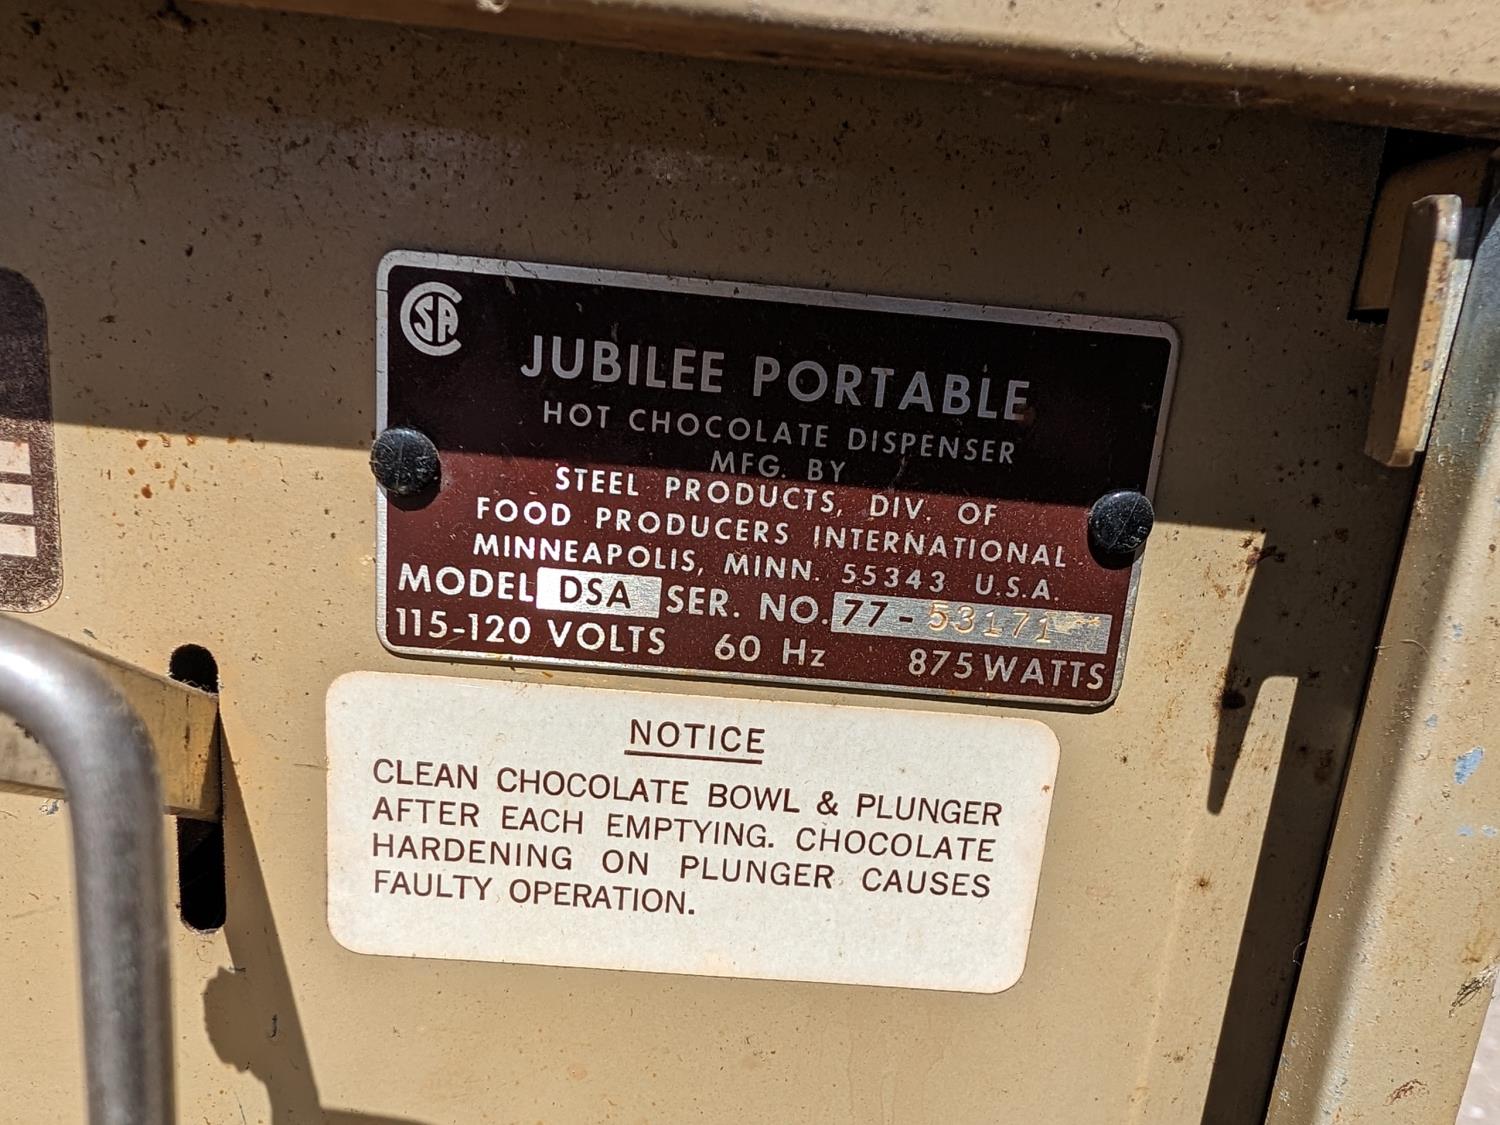 CSA
JUBILEE PORTABLE
HOT CHOCOLATE DISPENSER
MFG. BY
STEEL PRODUCTS, DIV. OF
FOOD PRODUCERS INTERNATIONAL
MINNEAPOLIS, MINN. 55343 U.S.A.
MODEL DSA SER. NO. 77-53171
115-120 VOLTS 60 Hz 875 WATTS
NOTICE
CLEAN CHOCOLATE BOWL & PLUNGER
AFTER EACH EMPTYING. CHOCOLATE
HARDENING ON PLUNGER CAUSES
FAULTY OPERATION.